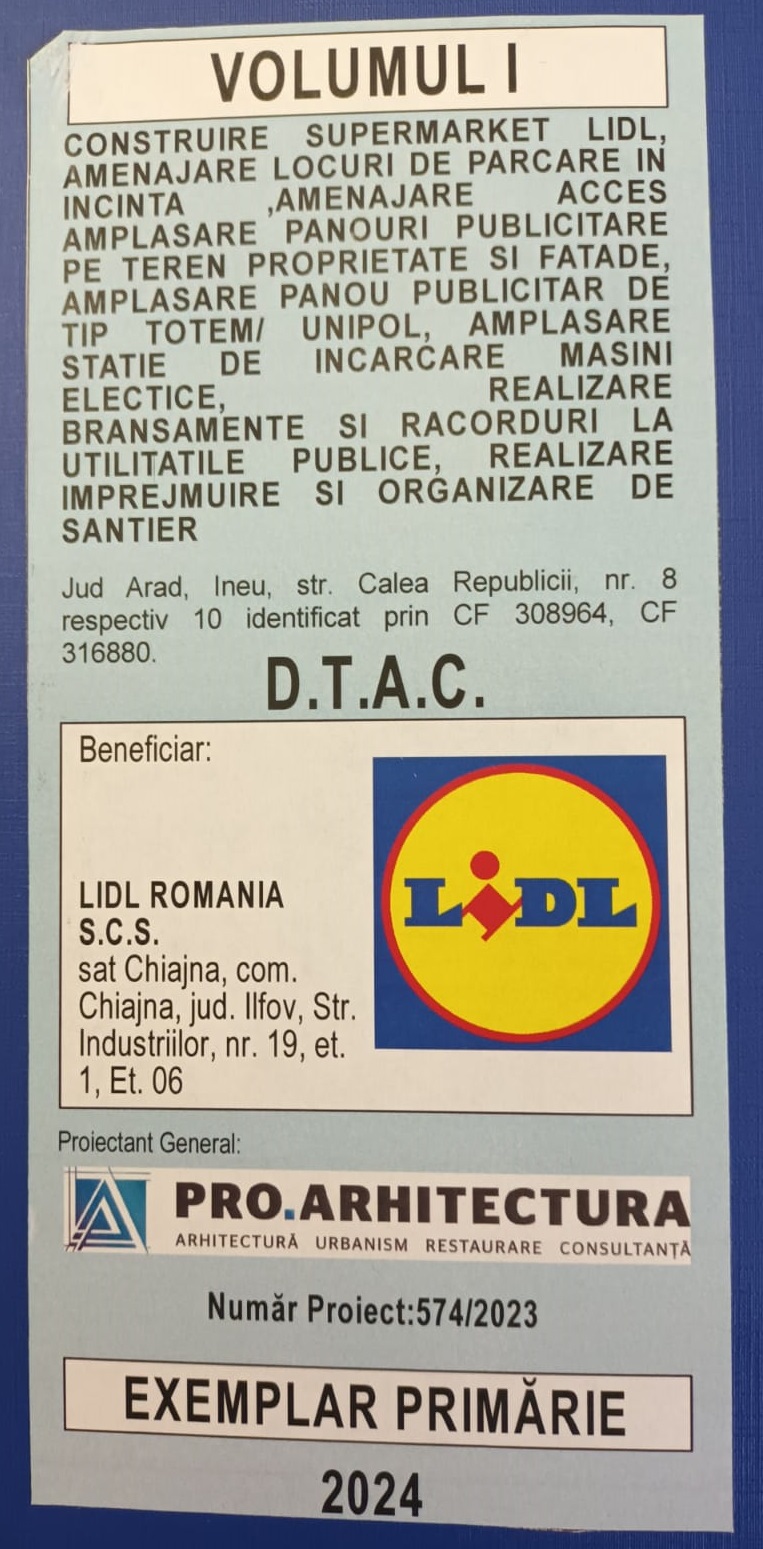 VOLUMUL I
CONSTRUIRE SUPERMARKET LIDL,
AMENAJARE LOCURI DE PARCARE IN
INCINTA ,AMENAJARE ACCES
AMPLASARE PANOURI PUBLICITARE
PE TEREN PROPRIETATE SI FATADE,
AMPLASARE PANOU PUBLICITAR DE
TIP TOTEM/ UNIPOL, AMPLASARE
STATIE DE INCARCARE MASINI
ELECTICE, REALIZARE
BRANSAMENTE SI RACORDURI LA
UTILITATILE PUBLICE, REALIZARE
IMPREJMUIRE SI ORGANIZARE DE
SANTIER
Jud Arad, Ineu, str. Calea Republicii, nr. 8
respectiv 10 identificat prin CF 308964, CF
316880.
D.T.A.C.
Beneficiar:
LIDL ROMANIA
S.C.S.
sat Chiajna, com.
Chiajna, jud. Ilfov, Str.
Industriilor, nr. 19, et.
1, Et. 06
LiDL
Proiectant General:
PRO.ARHITECTURA
ARHITECTURĂ URBANISM RESTAURARE CONSULTANȚĂ
Număr Proiect:574/2023
EXEMPLAR PRIMĂRIE
2024